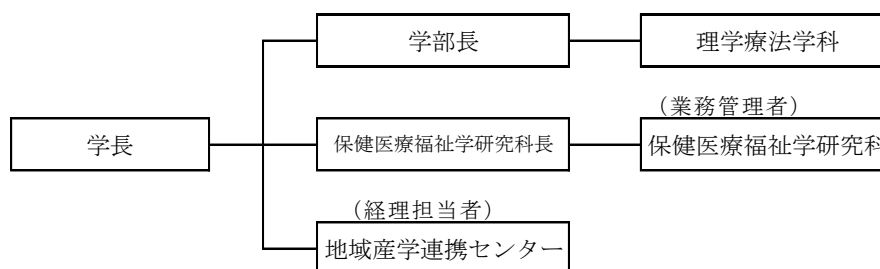 学部長
理学療法学科
（業務管理者）
学長
保健医療福祉学研究科長
保健医療福祉学研究科
（経理担当者）
地域産学連携センター